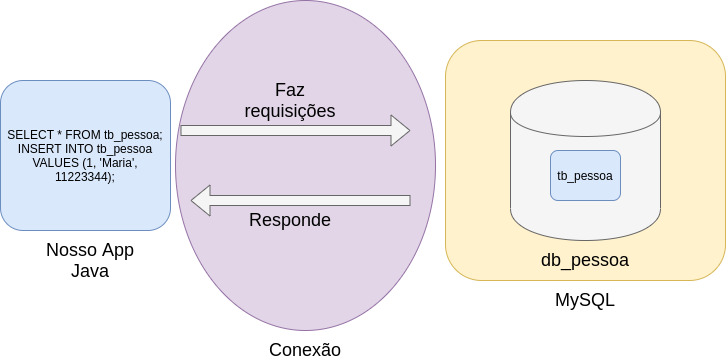 SELECT * FROM tb_pessoa;
INSERT INTO tb_pessoa
VALUES (1, 'Maria',
11223344);
Nosso App
Java
Faz
requisições
Responde
Conexão
tb_pessoa
db_pessoa
MySQL